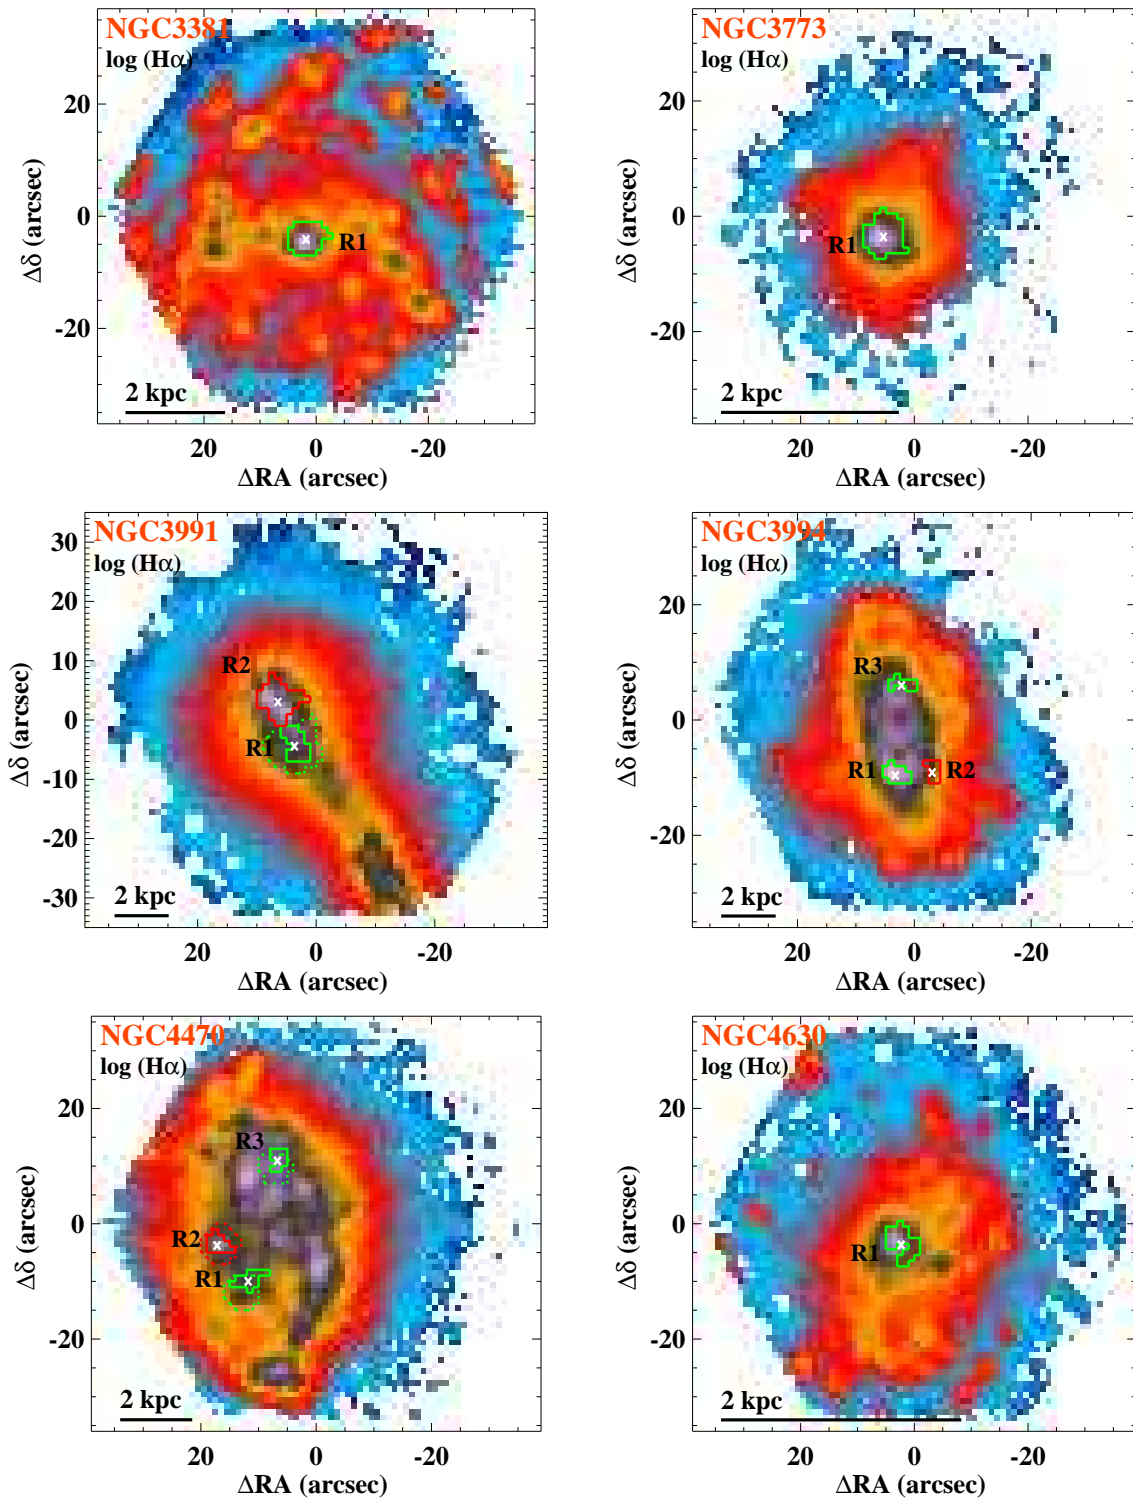 NGC3381
log (Hα)
R1
2 kpc
20
0
-20
20
0
-20
Δδ (arcsec)
ΔRA (arcsec)
NGC3773
log (Hα)
R1
2 kpc
20
0
-20
20
0
-20
Δδ (arcsec)
ΔRA (arcsec)
NGC3991
log (Hα)
R2
R1
2 kpc
30
20
10
0
-10
-20
-30
20
0
-20
Δδ (arcsec)
ΔRA (arcsec)
NGC3994
log (Hα)
R3
R1
R2
2 kpc
20
0
-20
20
0
-20
Δδ (arcsec)
ΔRA (arcsec)
NGC4470
log (Hα)
R3
R2
R1
2 kpc
20
0
-20
20
0
-20
Δδ (arcsec)
ΔRA (arcsec)
NGC4630
log (Hα)
R1
2 kpc
20
0
-20
20
0
-20
Δδ (arcsec)
ΔRA (arcsec)